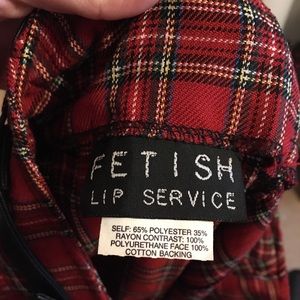 FETISH
LIP SERVICE
SELF: 65% POLYESTER 35%
RAYON CONTRAST: 100%
POLYURETHANE FACE 100%
COTTON BACKING